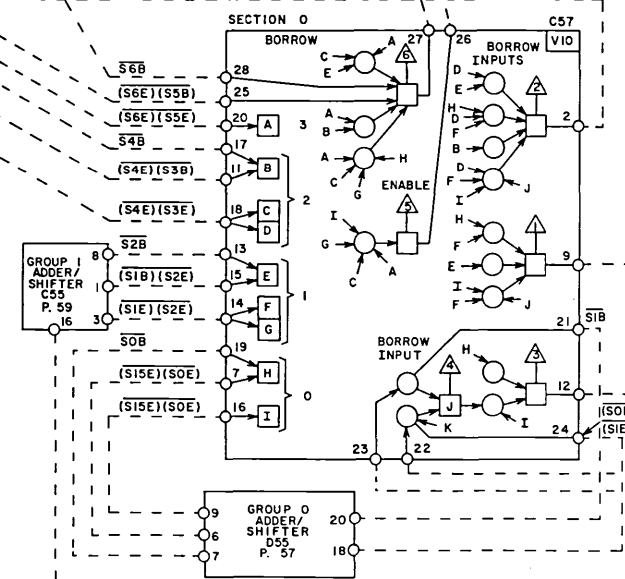 SECTION 0
C57
V10
BORROW
27
26
BORROW
INPUTS
A
6
C
E
D
E
2
S6B
28
(S6E)(S5B)
25
H
D
F
2
(S6E)(S5E)
20
A
3
A
B
B
S4B
17
B
A
H
C
G
D
F
I
J
(S4E)(S3B)
11
2
ENABLE
5
(S4E)(S3E)
18
C
D
I
G
C
A
H
F
1
GROUP 1
ADDER/
SHIFTER
C55
P. 59
16
8
S2B
13
E
1
E
9
1
(S1B)(S2E)
15
I
F
J
3
(S1E)(S2E)
14
F
G
S0B
19
H
0
BORROW
INPUT
21
S1B
(S15E)(S0E)
7
4
H
3
J
12
(S15E)(S0E)
16
I
K
I
24
(S0
(S1E
23
22
9
GROUP 0
ADDER/
SHIFTER
D55
P. 57
20
6
7
18